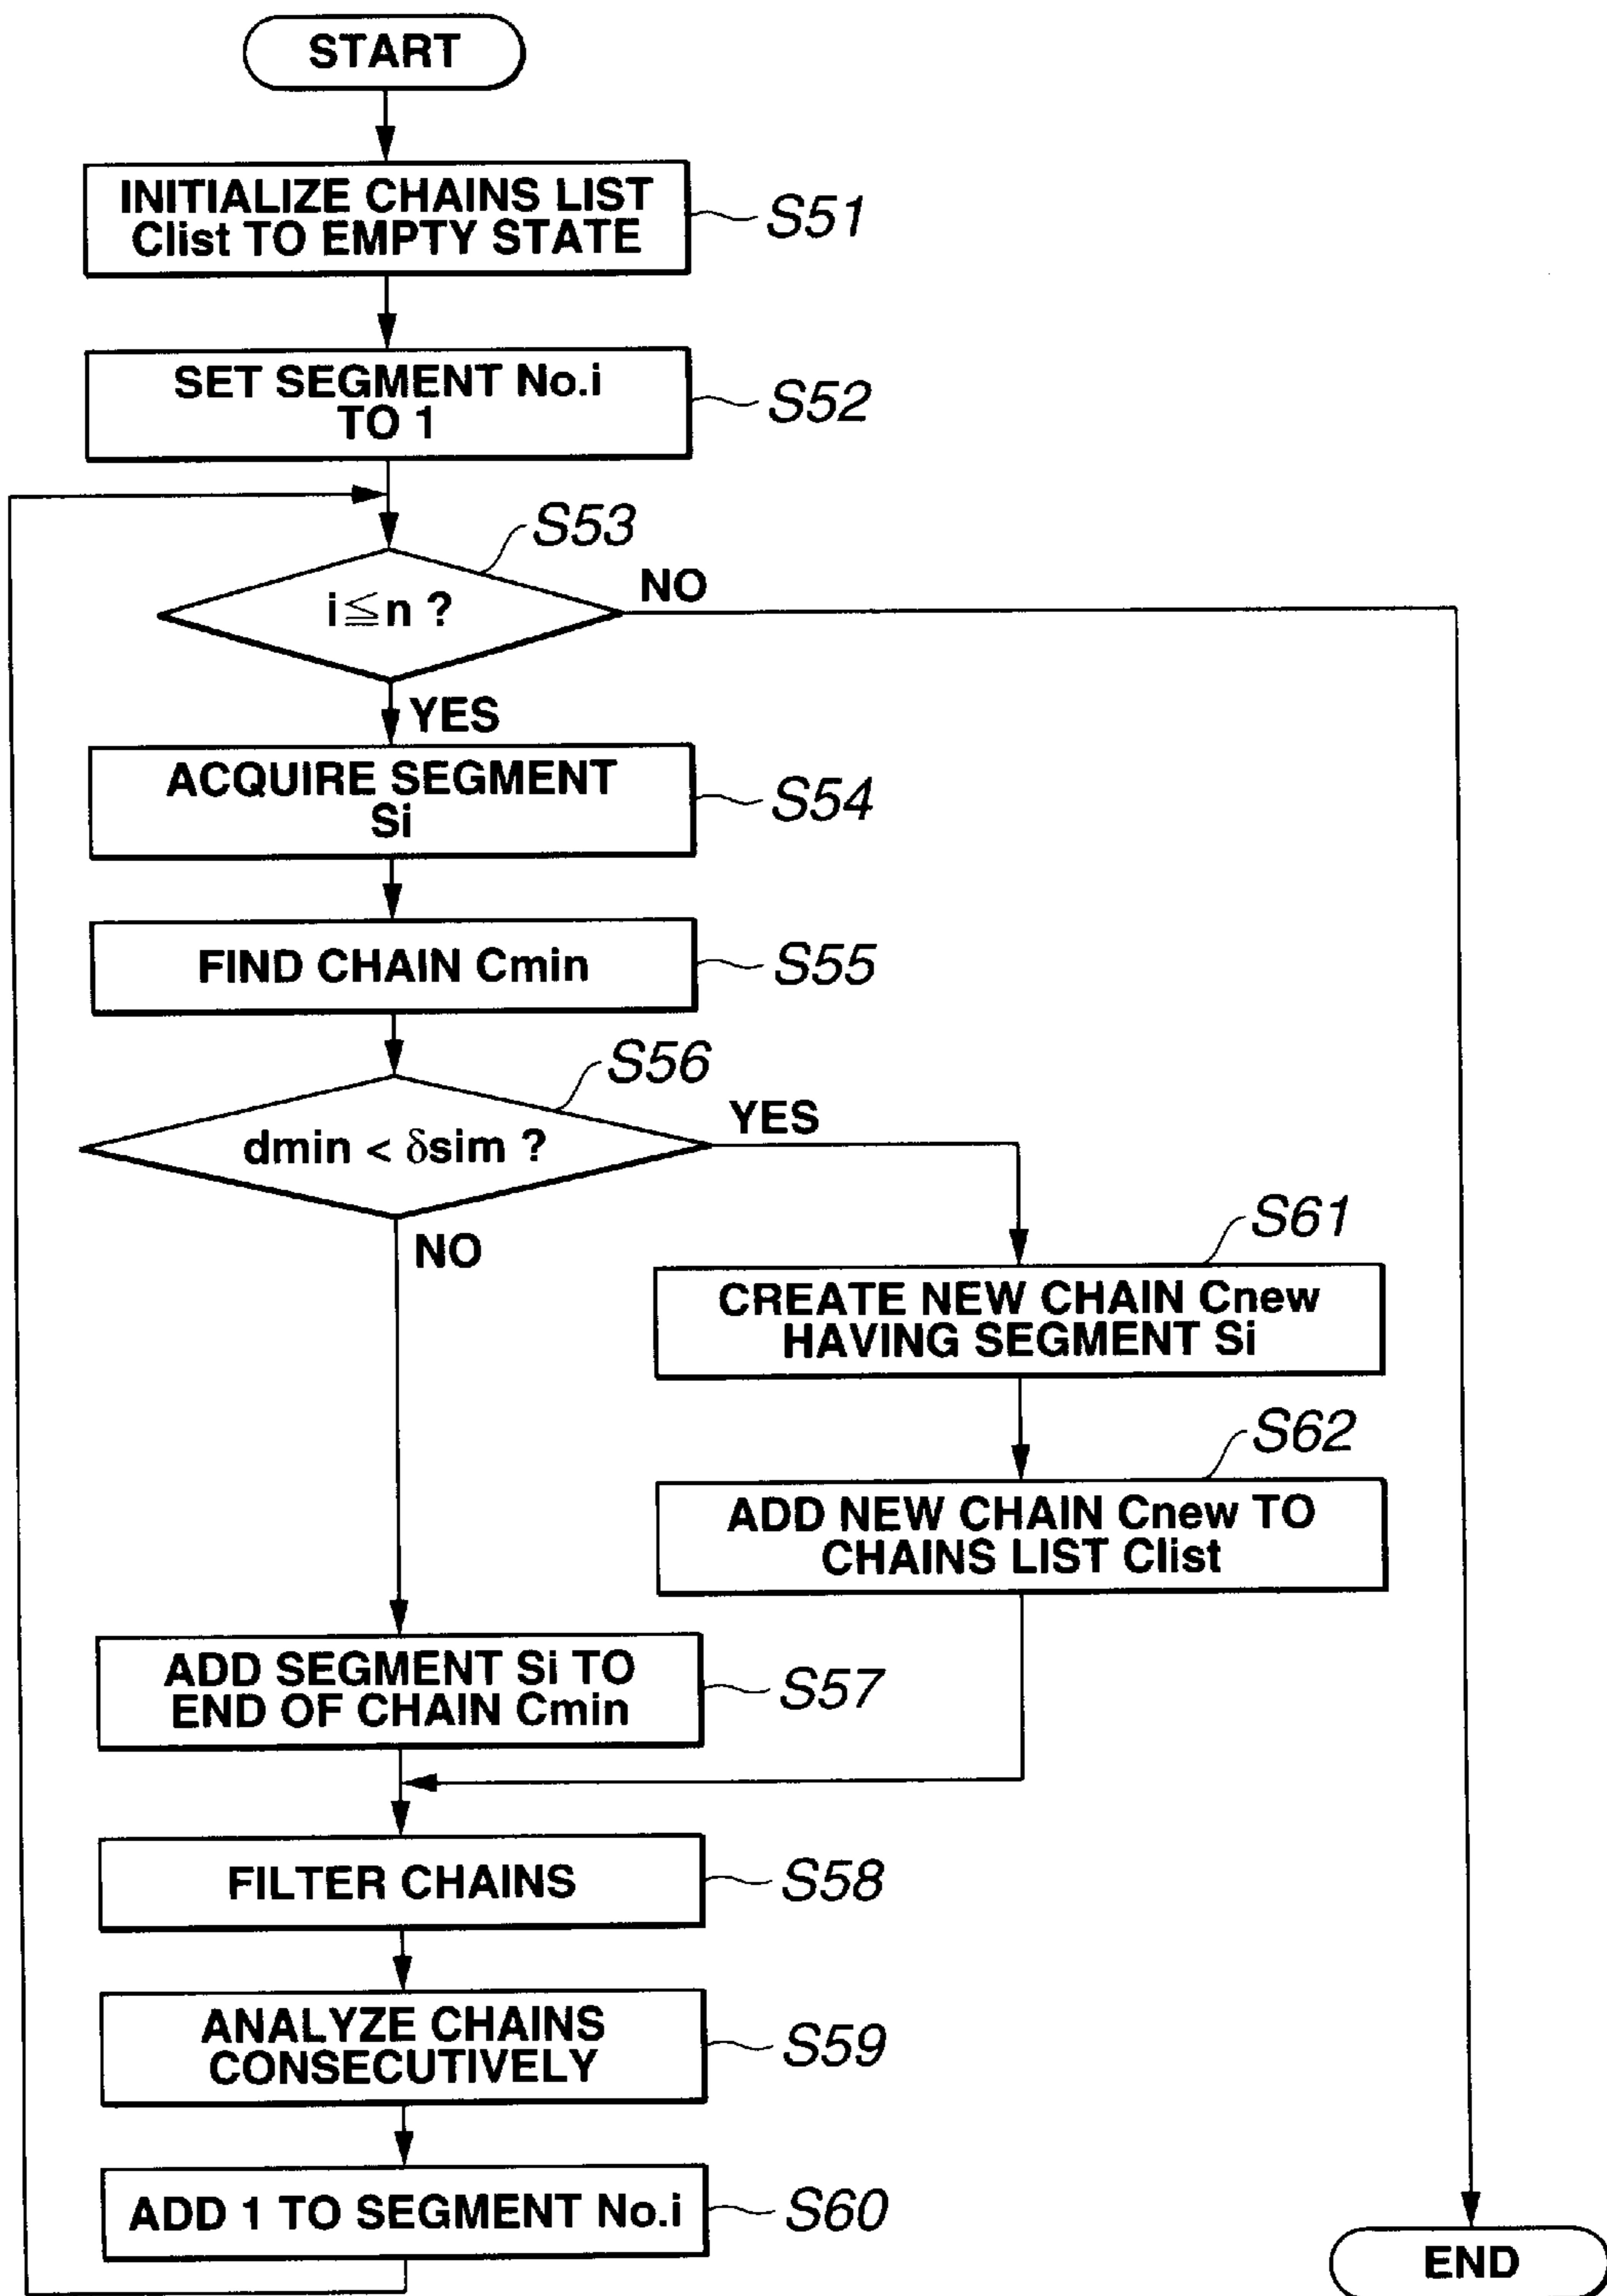 START
INITIALIZE CHAINS LIST
Clist TO EMPTY STATE
S51
SET SEGMENT No.i
TO 1
S52
S53
i≦n ?
NO
YES
ACQUIRE SEGMENT
Si
S54
FIND CHAIN Cmin
S55
S56
dmin < δsim ?
YES
NO
S61
CREATE NEW CHAIN Cnew
HAVING SEGMENT Si
S62
ADD NEW CHAIN Cnew TO
CHAINS LIST Clist
ADD SEGMENT Si TO
END OF CHAIN Cmin
S57
FILTER CHAINS
S58
ANALYZE CHAINS
CONSECUTIVELY
S59
ADD 1 TO SEGMENT No.i
S60
END